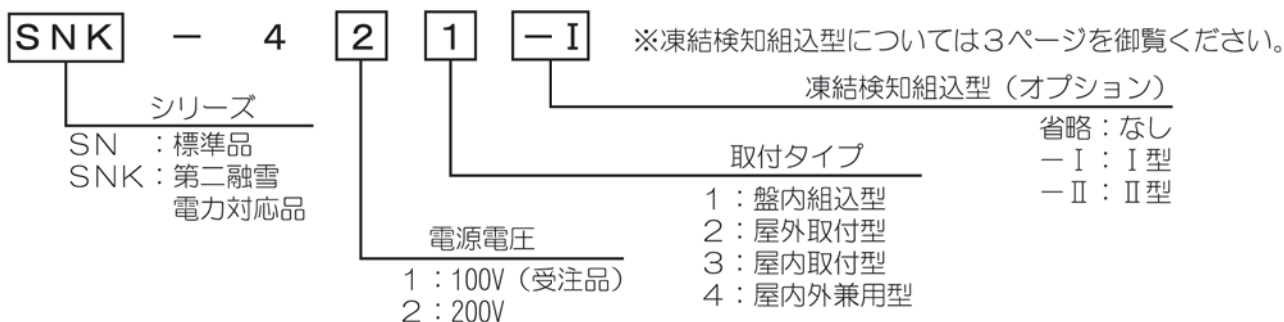 SNK － 4 2 1 －Ⅰ ※凍結検知組込型については３ページを御覧ください。
凍結検知組込型（オプション）
省略：なし
－Ⅰ：Ⅰ型
－Ⅱ：Ⅱ型
取付タイプ
１：盤内組込型
２：屋外取付型
３：屋内取付型
４：屋内外兼用型
電源電圧
１：100V（受注品）
２：200V
シリーズ
ＳＮ　：標準品
ＳＮＫ：第二融雪
電力対応品